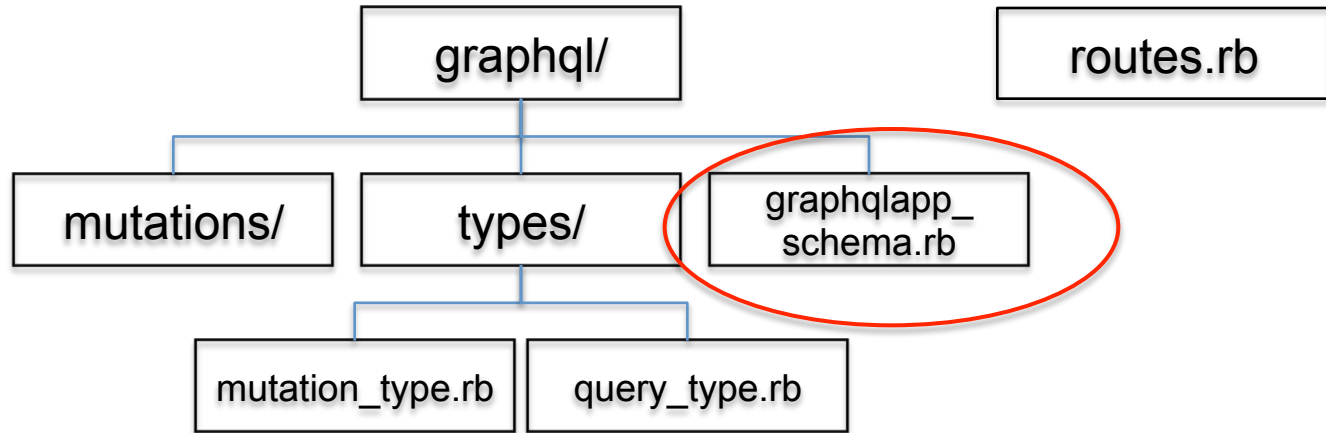 graphql/
routes.rb
mutations/
types/
graphqlapp_
schema.rb
mutation_type.rb
query_type.rb